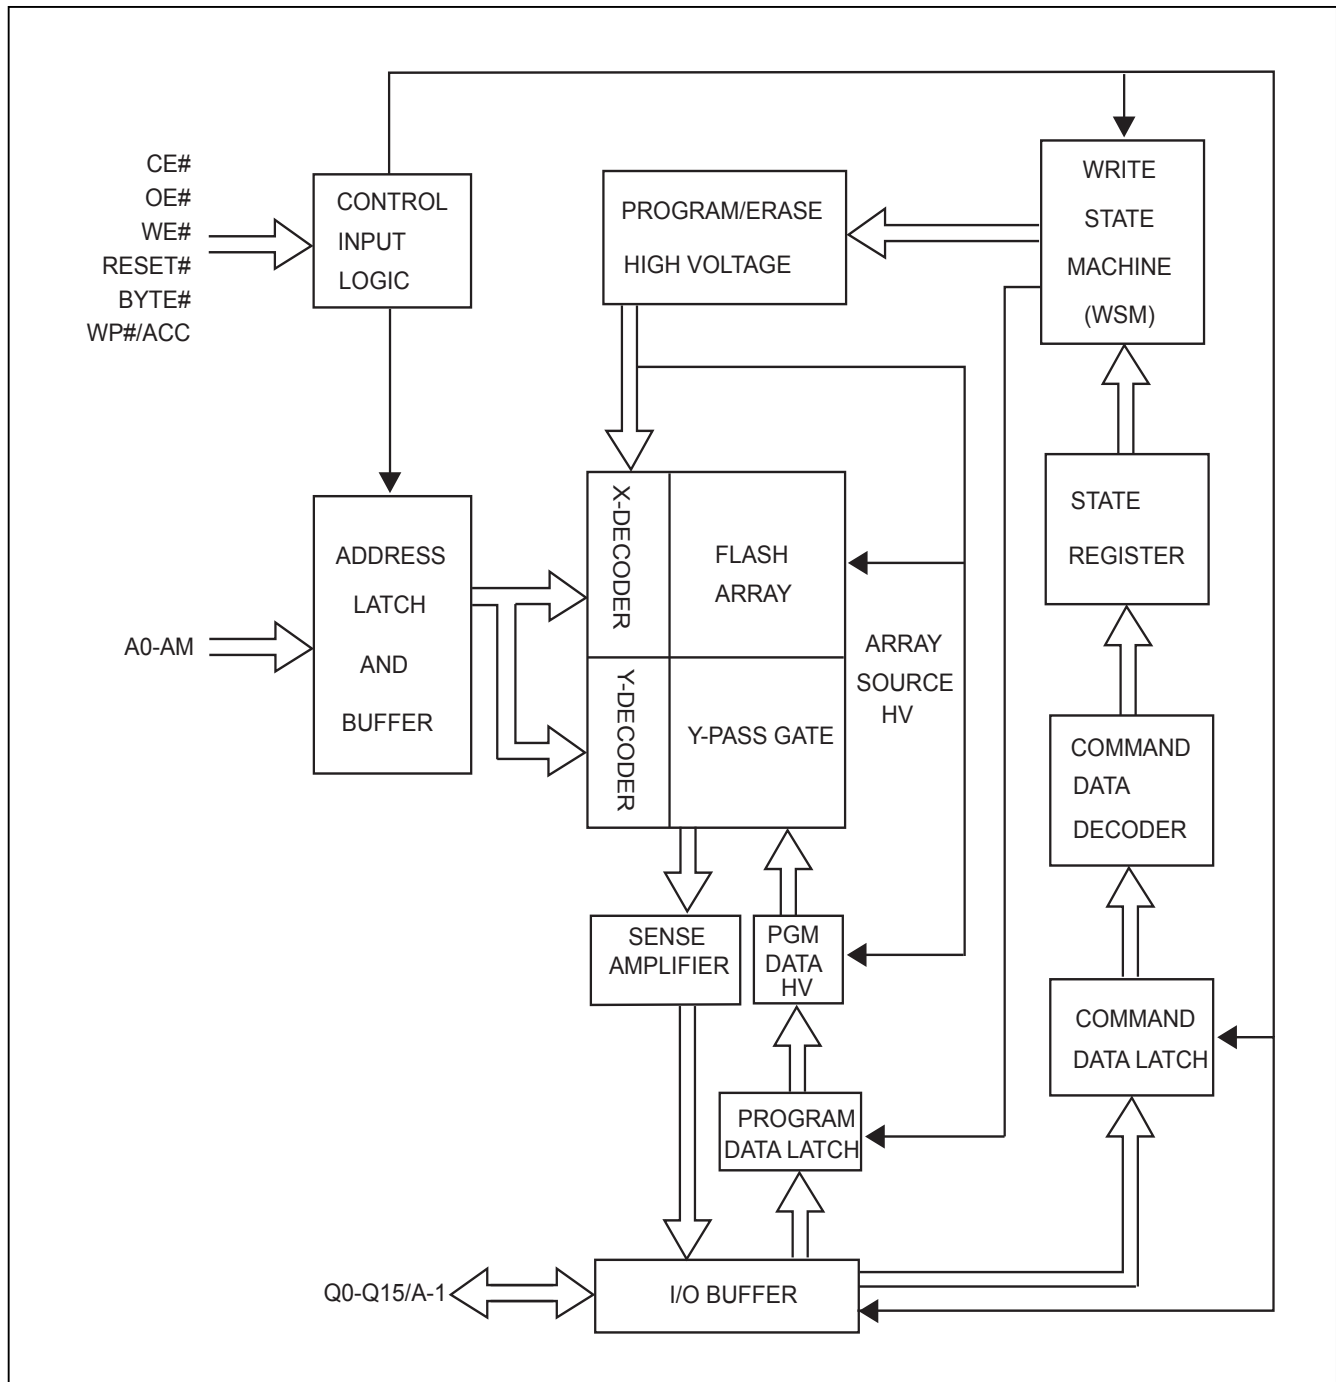 CE#
OE#
WE#
RESET#
BYTE#
WP#/ACC
CONTROL
INPUT
LOGIC
PROGRAM/ERASE
HIGH VOLTAGE
WRITE
STATE
MACHINE
(WSM)
A0-AM
ADDRESS
LATCH
AND
BUFFER
X-DECODER
FLASH
ARRAY
Y-DECODER
Y-PASS GATE
ARRAY
SOURCE
HV
STATE
REGISTER
COMMAND
DATA
DECODER
SENSE
AMPLIFIER
PGM
DATA
HV
COMMAND
DATA LATCH
PROGRAM
DATA LATCH
Q0-Q15/A-1
I/O BUFFER